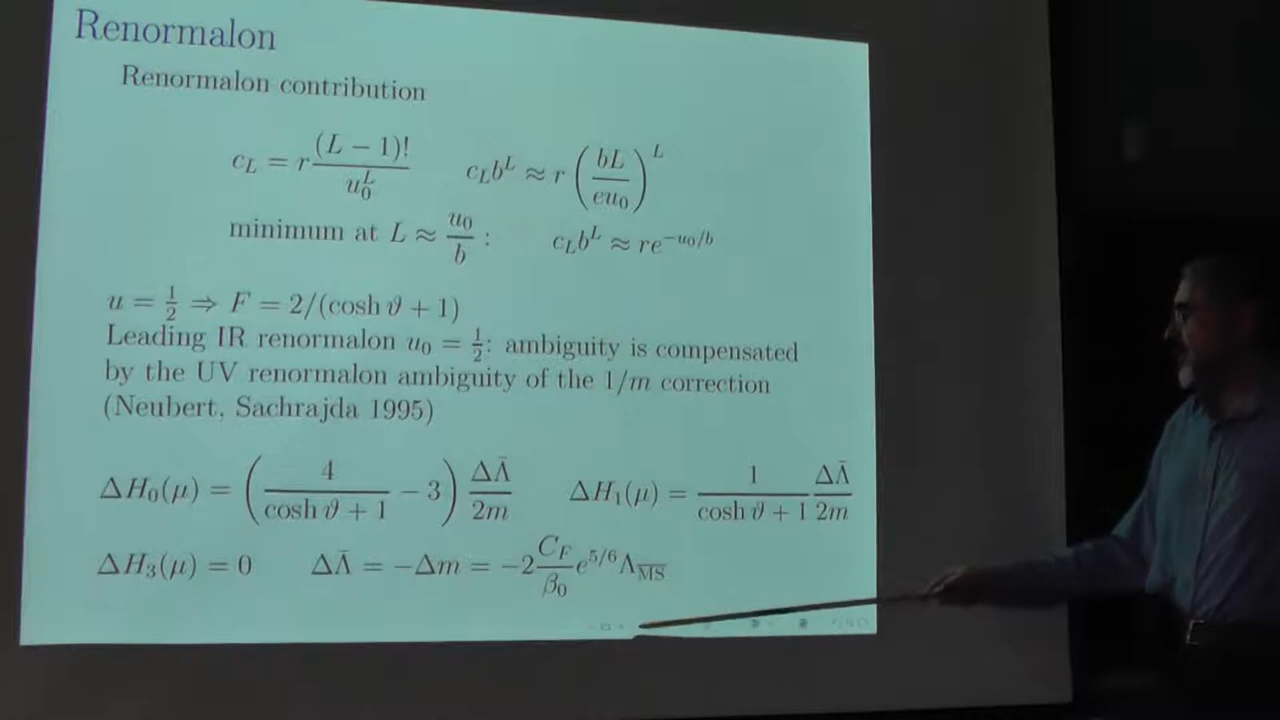 Renormalon
Renormalon contribution
c_L = r (L − 1)!/u_0^L    c_L b^L ≈ r (bL/eu_0)^L
minimum at L ≈ u_0/b :    c_L b^L ≈ re^{−u_0/b}
u = 1/2 ⇒ F = 2/(cosh ϑ + 1)
Leading IR renormalon u_0 = 1/2: ambiguity is compensated
by the UV renormalon ambiguity of the 1/m correction
(Neubert, Sachrajda 1995)
ΔH_0(μ) = (4/(cosh ϑ + 1) − 3) ΔΛ̄/2m    ΔH_1(μ) = 1/(cosh ϑ + 1) ΔΛ̄/2m
ΔH_3(μ) = 0    ΔΛ̄ = −Δm = −2 C_F/β_0 e^{5/6} Λ_{\overline{MS}}